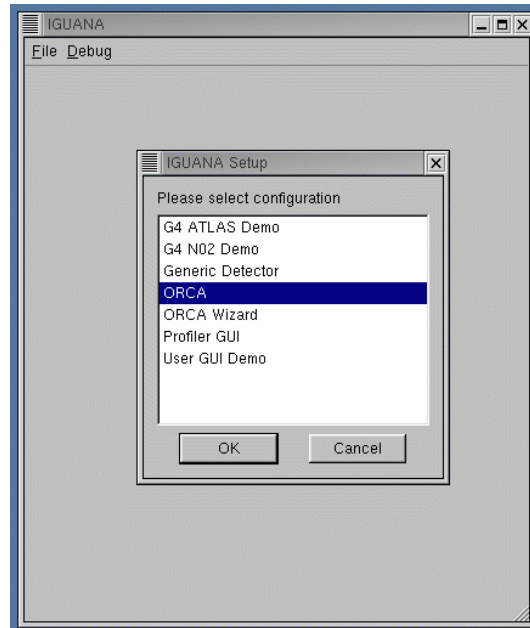 IGUANA
File Debug
IGUANA Setup
Please select configuration
G4 ATLAS Demo
G4 N02 Demo
Generic Detector
ORCA
ORCA Wizard
Profiler GUI
User GUI Demo
OK Cancel